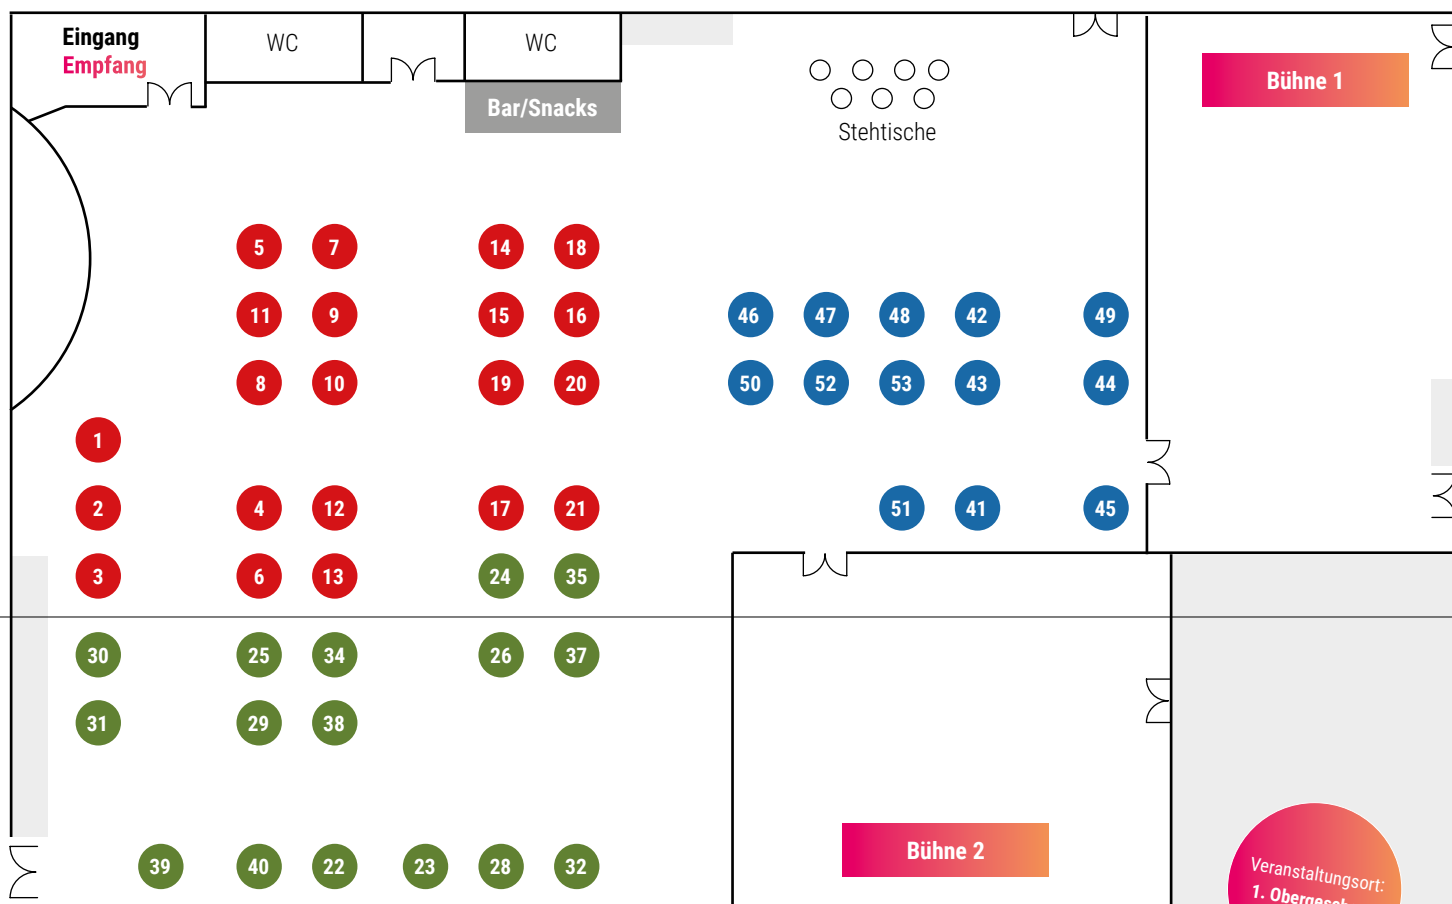 Eingang
Empfang
WC
WC
Bar/Snacks
Stehtische
Bühne 1
5 7 14 18
11 9 15 16 46 47 48 42 49
8 10 19 20 50 52 53 43 44
1
2 4 12 17 21 51 41 45
3 6 13 24 35
30 25 34 26 37
31 29 38
39 40 22 23 28 32
Bühne 2
Veranstaltungsort:
1.